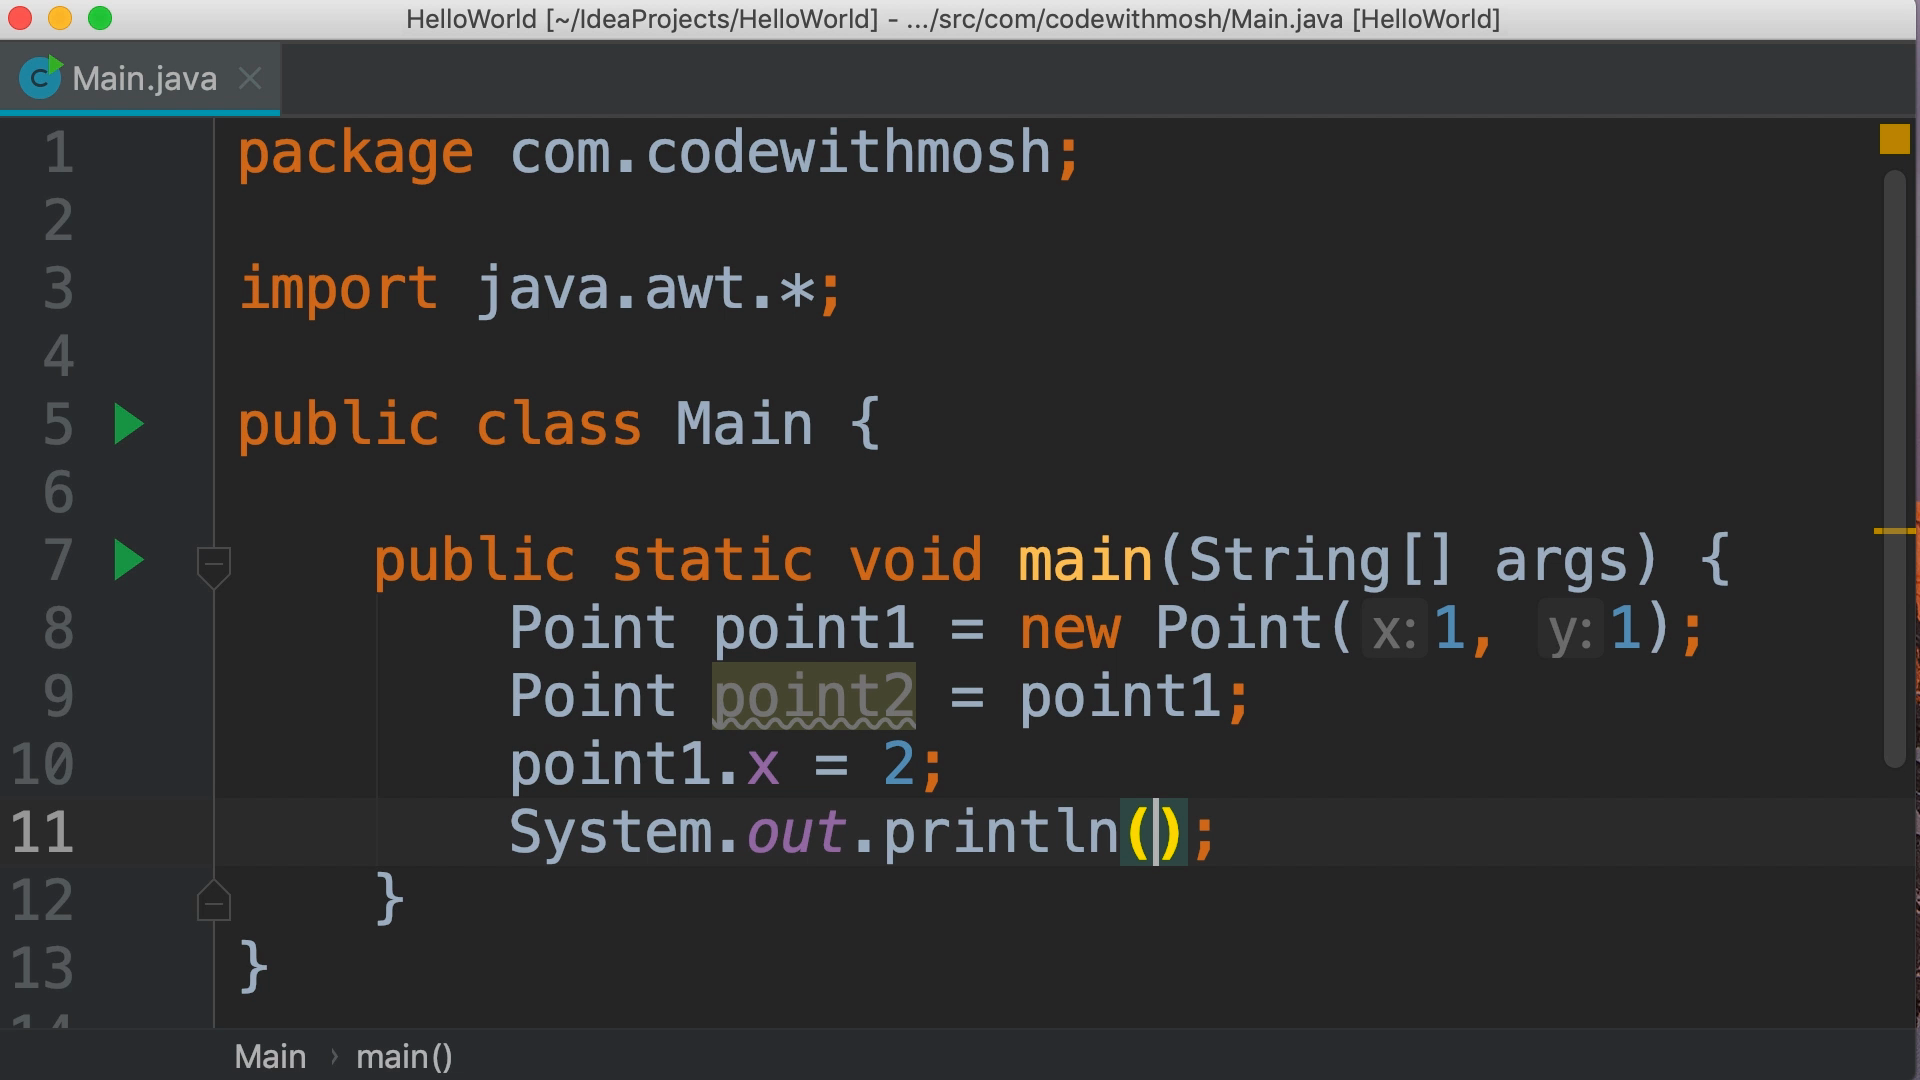 HelloWorld [~/IdeaProjects/HelloWorld] - .../src/com/codewithmosh/Main.java [HelloWorld]
C Main.java
1 package com.codewithmosh;
2
3 import java.awt.*;
4
5 public class Main {
6
7 public static void main(String[] args) {
8 Point point1 = new Point( x: 1, y: 1);
9 Point point2 = point1;
10 point1.x = 2;
11 System.out.println();
12 }
13 }
14
Main › main()